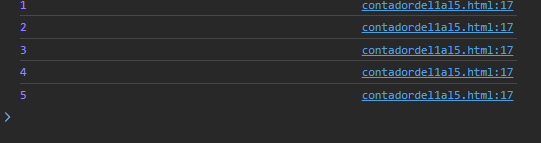 1 contadordel1al5.html:17
2 contadordel1al5.html:17
3 contadordel1al5.html:17
4 contadordel1al5.html:17
5 contadordel1al5.html:17
>